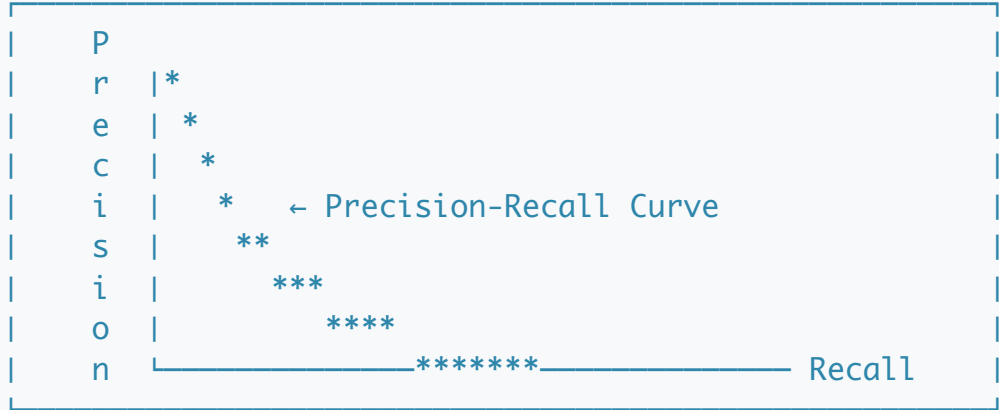 P
r |*
e | *
c |  *
i |   *   ← Precision-Recall Curve
s |    **
i |      ***
o |         ****
n └──────────────*******────────────── Recall